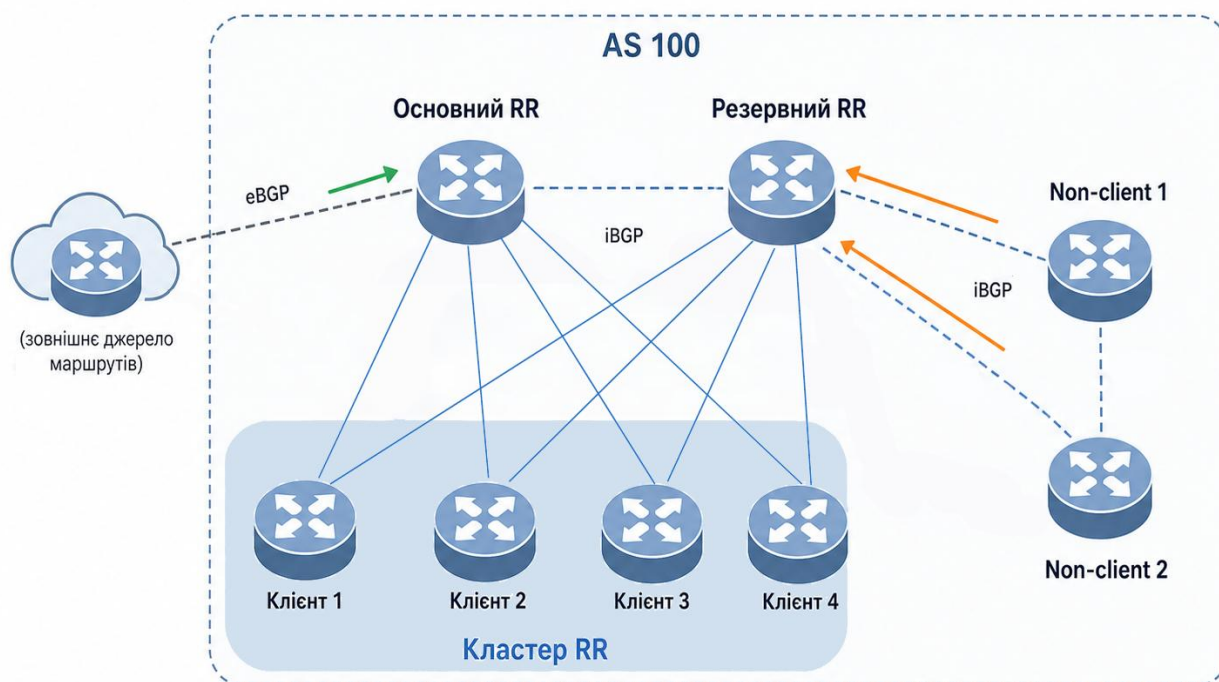 AS 100
Основний RR
Резервний RR
eBGP
Non-client 1
iBGP
iBGP
(зовнішнє джерело
маршрутів)
Non-client 2
Клієнт 1
Клієнт 2
Клієнт 3
Клієнт 4
Кластер RR